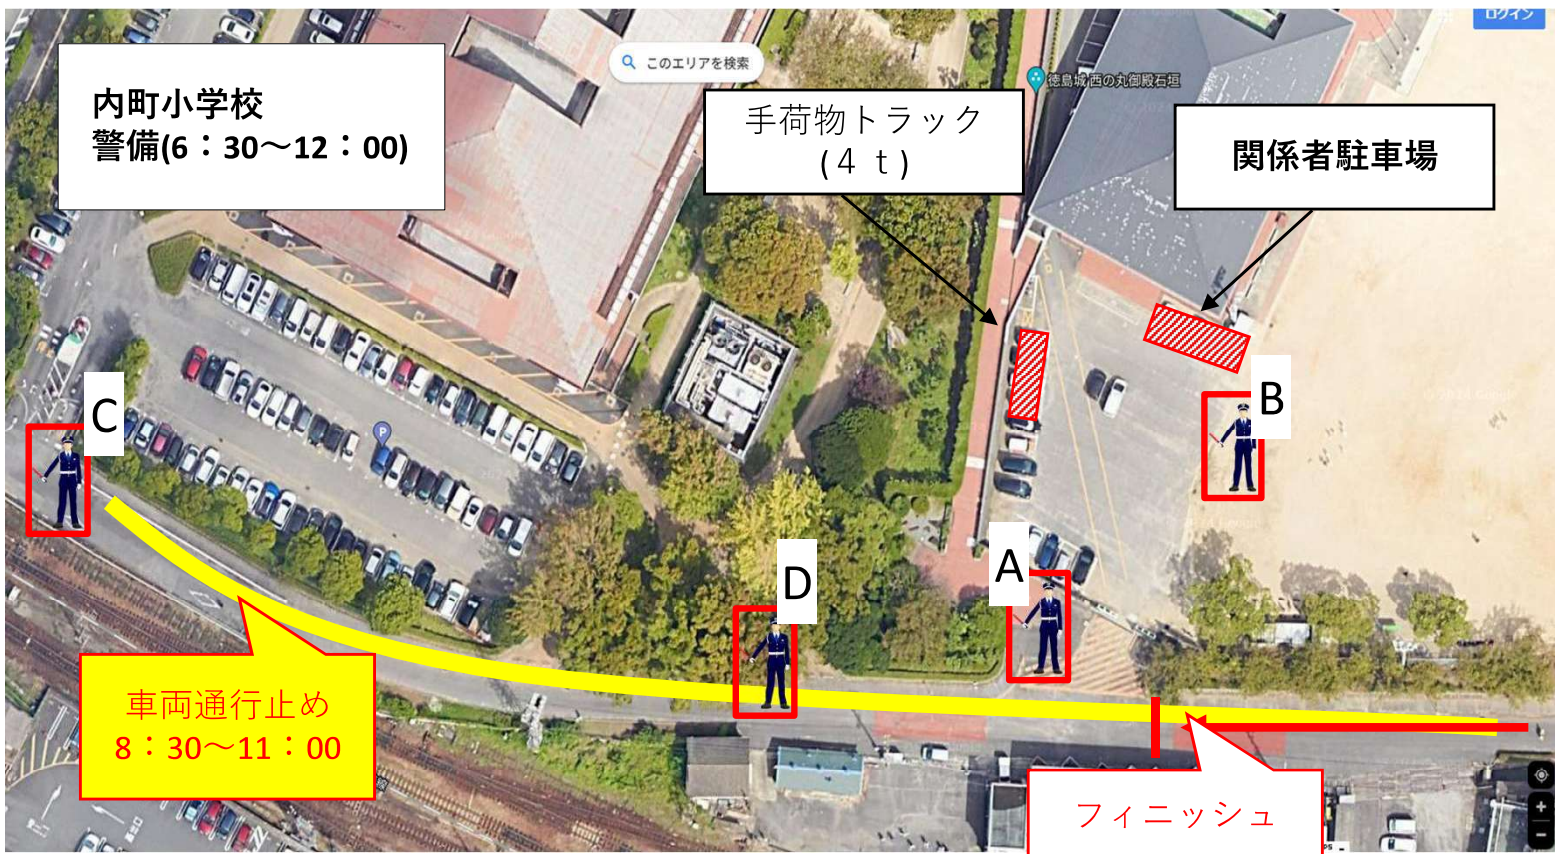 ログイン
このエリアを検索
徳島城 西の丸御殿石垣
内町小学校
警備(6：30～12：00)
手荷物トラック
(４ｔ)
関係者駐車場
B
C
P
D
A
車両通行止め
8：30～11：00
フィニッシュ